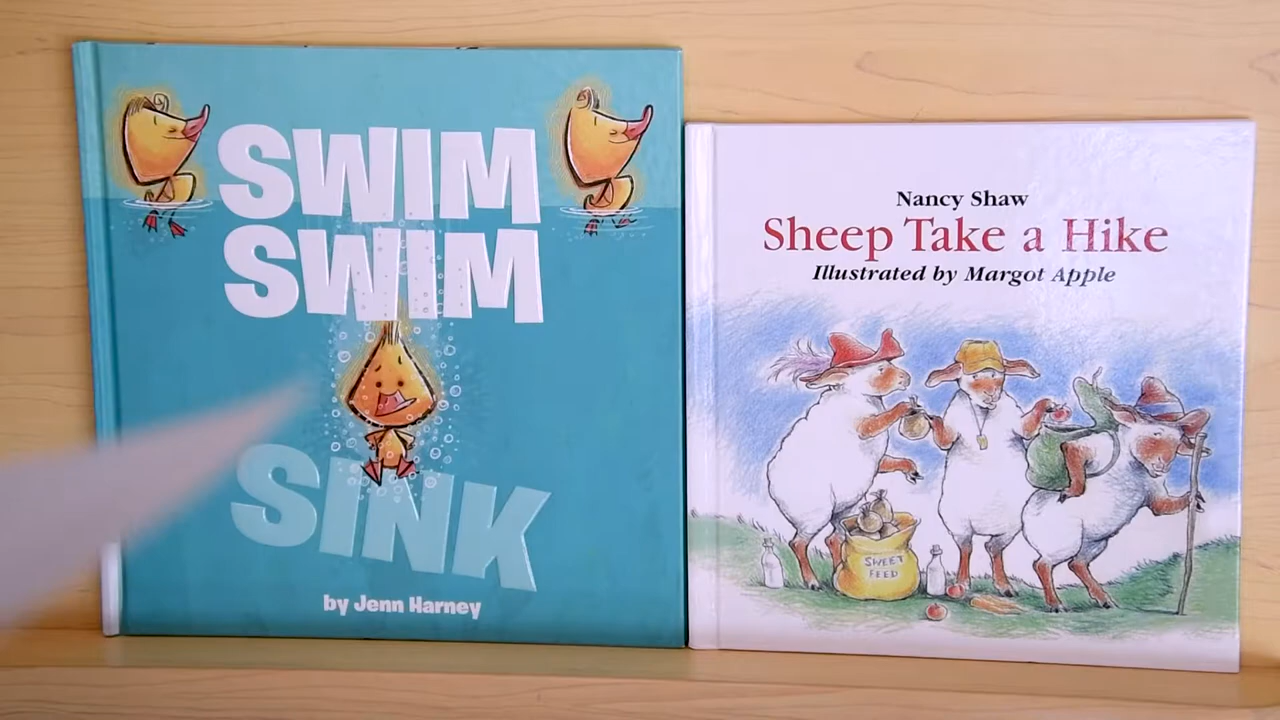 SWIM
SWIM
SINK
by Jenn Harney
Nancy Shaw
Sheep Take a Hike
Illustrated by Margot Apple
SWEET
FEED